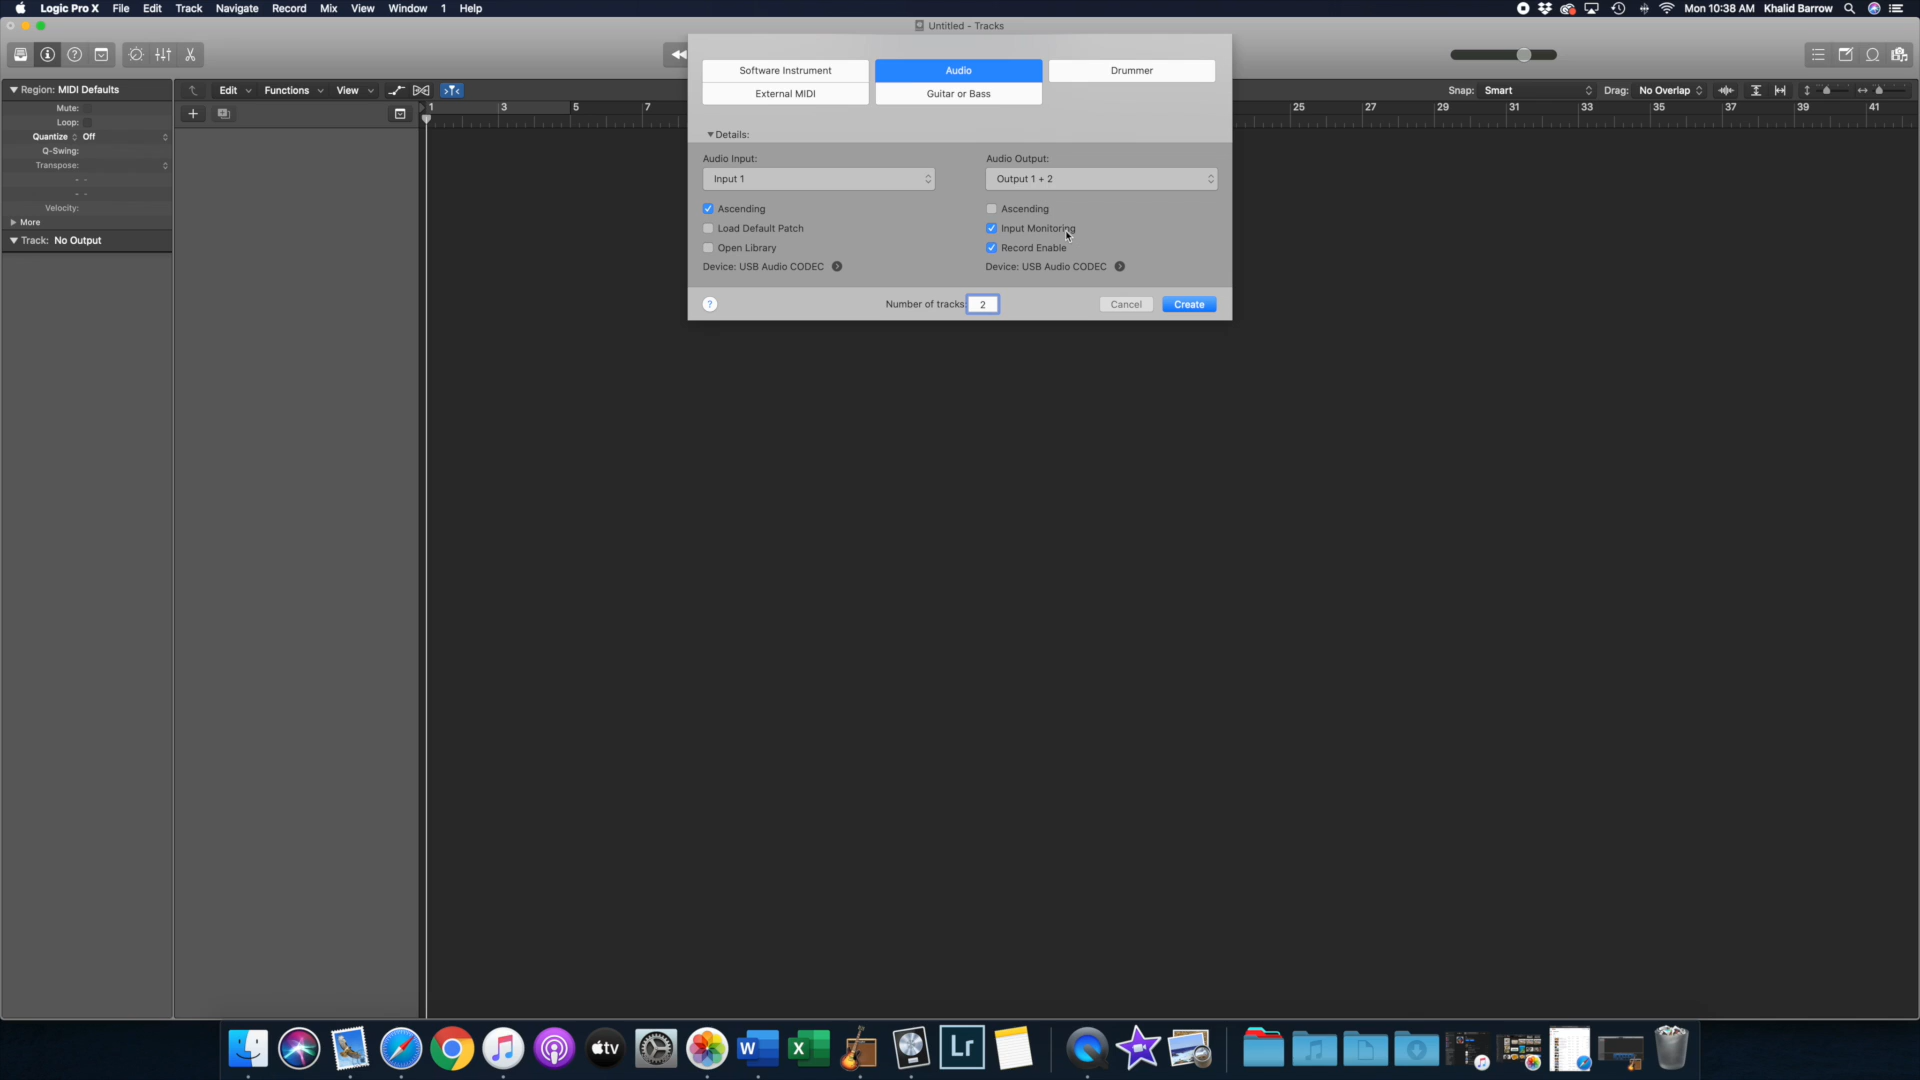 Logic Pro X File Edit Track Navigate Record Mix View Window 1 Help
Mon 10:38 AM Khalid Barrow
Untitled - Tracks
Software Instrument Audio Drummer
External MIDI Guitar or Bass
Region: MIDI Defaults
Edit Functions View
Snap: Smart Drag: No Overlap
1 3 5 7 25 27 29 31 33 35 37 39 41
Mute:
Loop:
Quantize Off
Q-Swing:
Transpose:
- -
- -
Velocity:
More
Track: No Output
Details:
Audio Input: Audio Output:
Input 1 Output 1 + 2
Ascending Ascending
Load Default Patch Input Monitoring
Open Library Record Enable
Device: USB Audio CODEC Device: USB Audio CODEC
? Number of tracks: 2 Cancel Create
tv W X Lr